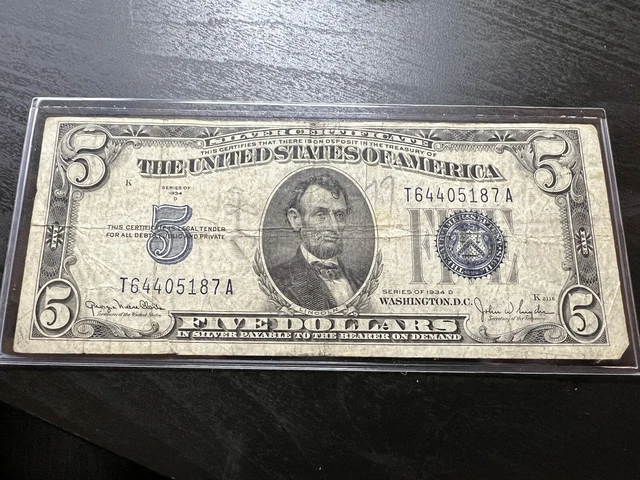 5
SILVER CERTIFICATE
5
THIS CERTIFIES THAT THERE IS ON DEPOSIT IN THE TREASURY
THE UNITED STATES OF AMERICA
K
SERIES OF
1934
D
T64405187A
FIVE
THIS CERTIFICATE IS LEGAL TENDER
FOR ALL DEBTS PUBLIC AND PRIVATE
5
T64405187A
SERIES OF 1934 D
WASHINGTON, D.C.
K 2116
5
LINCOLN
5
FIVE DOLLARS
IN SILVER PAYABLE TO THE BEARER ON DEMAND